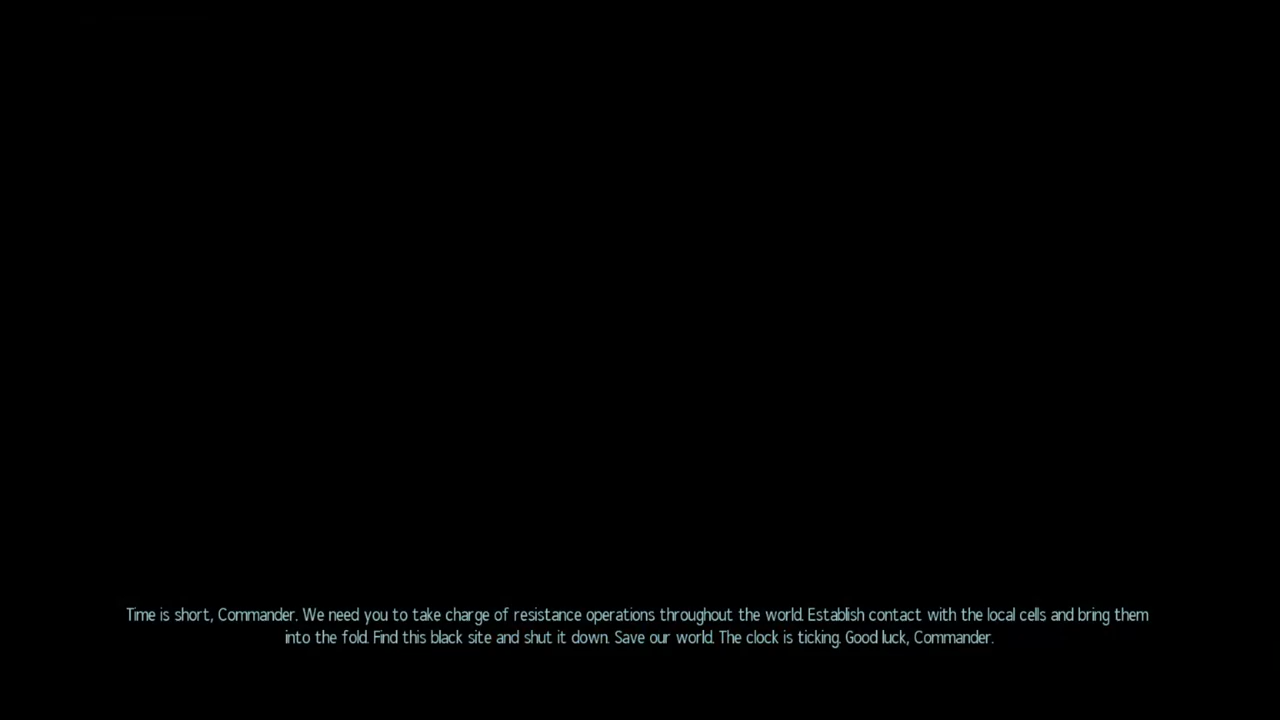 Time is short, Commander. We need you to take charge of resistance operations throughout the world. Establish contact with the local cells and bring them
into the fold. Find this black site and shut it down. Save our world. The clock is ticking. Good luck, Commander.